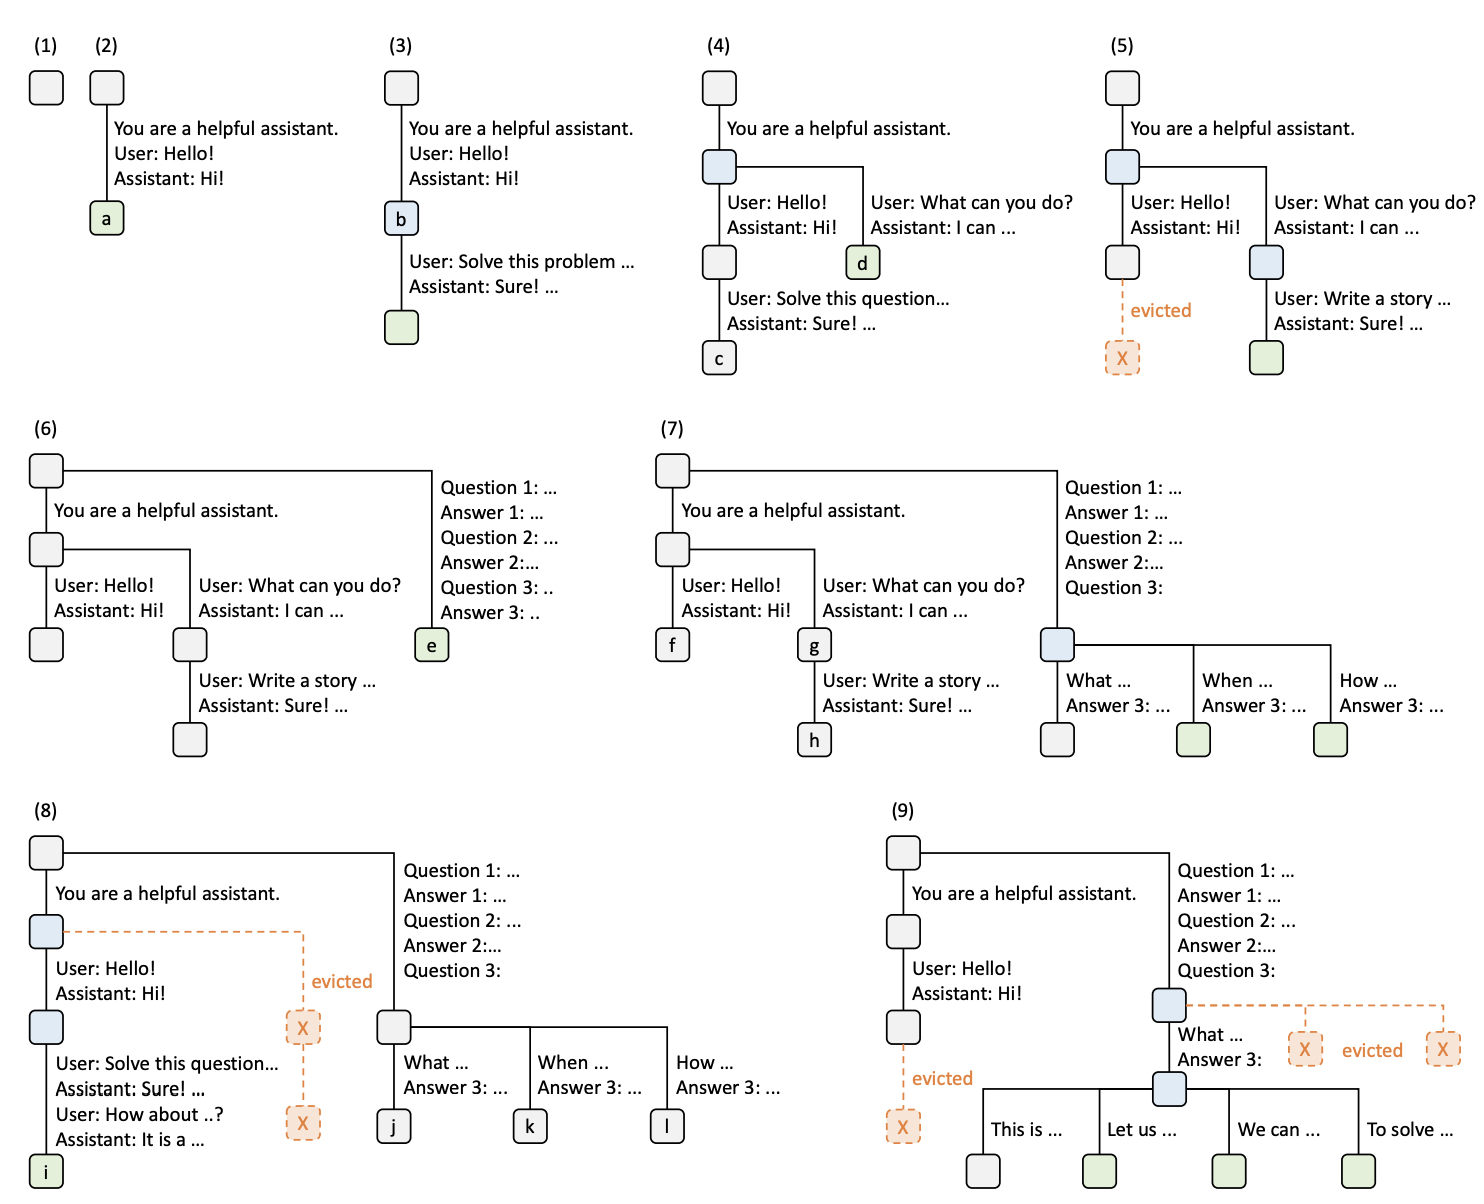 (1)
(2)
You are a helpful assistant.
User: Hello!
Assistant: Hi!
a
(3)
You are a helpful assistant.
User: Hello!
Assistant: Hi!
b
User: Solve this problem ...
Assistant: Sure! ...
(4)
You are a helpful assistant.
User: Hello!
Assistant: Hi!
User: What can you do?
Assistant: I can ...
d
User: Solve this question...
Assistant: Sure! ...
c
(5)
You are a helpful assistant.
User: Hello!
Assistant: Hi!
User: What can you do?
Assistant: I can ...
evicted
X
User: Write a story ...
Assistant: Sure! ...
(6)
You are a helpful assistant.
User: Hello!
Assistant: Hi!
User: What can you do?
Assistant: I can ...
User: Write a story ...
Assistant: Sure! ...
Question 1: ...
Answer 1: ...
Question 2: ...
Answer 2:...
Question 3: ..
Answer 3: ..
e
(7)
You are a helpful assistant.
User: Hello!
Assistant: Hi!
f
User: What can you do?
Assistant: I can ...
g
User: Write a story ...
Assistant: Sure! ...
h
Question 1: ...
Answer 1: ...
Question 2: ...
Answer 2:...
Question 3:
What ...
Answer 3: ...
When ...
Answer 3: ...
How ...
Answer 3: ...
(8)
You are a helpful assistant.
User: Hello!
Assistant: Hi!
User: Solve this question...
Assistant: Sure! ...
User: How about ..?
Assistant: It is a ...
i
evicted
X
X
Question 1: ...
Answer 1: ...
Question 2: ...
Answer 2:...
Question 3:
What ...
Answer 3: ...
j
When ...
Answer 3: ...
k
How ...
Answer 3: ...
l
(9)
You are a helpful assistant.
User: Hello!
Assistant: Hi!
evicted
X
Question 1: ...
Answer 1: ...
Question 2: ...
Answer 2:...
Question 3:
What ...
Answer 3:
X
evicted
X
This is ...
Let us ...
We can ...
To solve ...